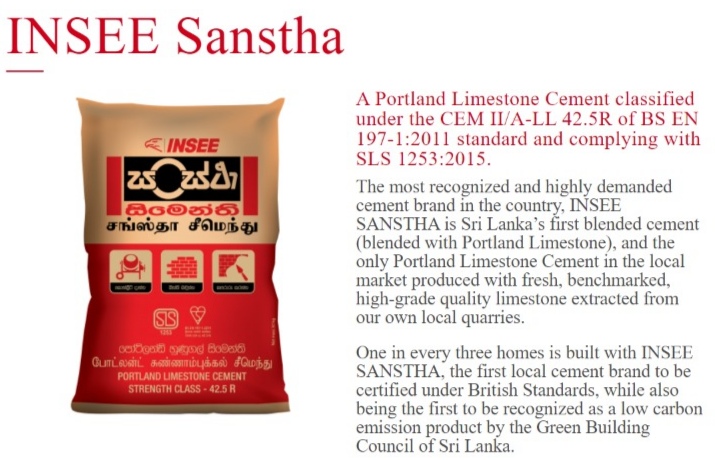 INSEE Sanstha
INSEE
සංස්ථා
සිමෙන්ති
சங்ஸ்தா சீமெந்து
SLS
1253
පෝට්ලන්ඩ් හුණුගල් සිමෙන්ති
போட்லன்ட் சுண்ணாம்புக்கல் சீமெந்து
PORTLAND LIMESTONE CEMENT
STRENGTH CLASS - 42.5 R
A Portland Limestone Cement classified
under the CEM II/A-LL 42.5R of BS EN
197-1:2011 standard and complying with
SLS 1253:2015.
The most recognized and highly demanded
cement brand in the country, INSEE
SANSTHA is Sri Lanka’s first blended cement
(blended with Portland Limestone), and the
only Portland Limestone Cement in the local
market produced with fresh, benchmarked,
high-grade quality limestone extracted from
our own local quarries.
One in every three homes is built with INSEE
SANSTHA, the first local cement brand to be
certified under British Standards, while also
being the first to be recognized as a low carbon
emission product by the Green Building
Council of Sri Lanka.